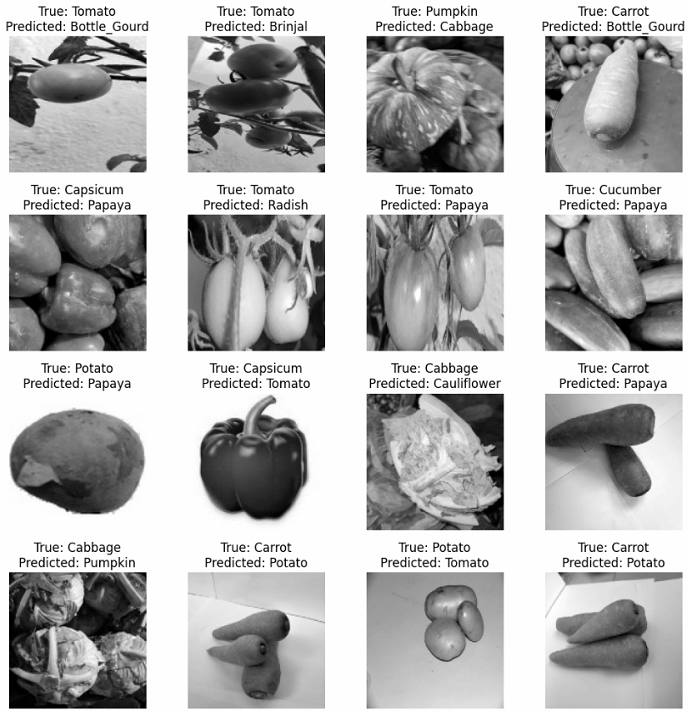 True: Tomato
Predicted: Bottle_Gourd
True: Tomato
Predicted: Brinjal
True: Pumpkin
Predicted: Cabbage
True: Carrot
Predicted: Bottle_Gourd
True: Capsicum
Predicted: Papaya
True: Tomato
Predicted: Radish
True: Tomato
Predicted: Papaya
True: Cucumber
Predicted: Papaya
True: Potato
Predicted: Papaya
True: Capsicum
Predicted: Tomato
True: Cabbage
Predicted: Cauliflower
True: Carrot
Predicted: Papaya
True: Cabbage
Predicted: Pumpkin
True: Carrot
Predicted: Potato
True: Potato
Predicted: Tomato
True: Carrot
Predicted: Potato